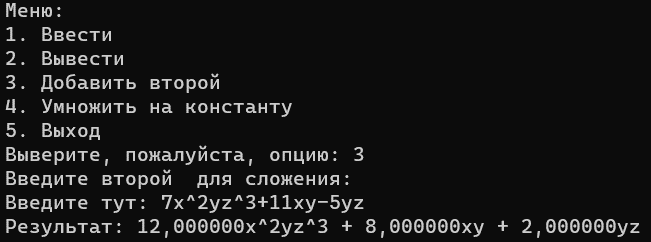 Меню:
1. Ввести
2. Вывести
3. Добавить второй
4. Умножить на константу
5. Выход
Выверите, пожалуйста, опцию: 3
Введите второй  для сложения:
Введите тут: 7x^2yz^3+11xy-5yz
Результат: 12,000000x^2yz^3 + 8,000000xy + 2,000000yz